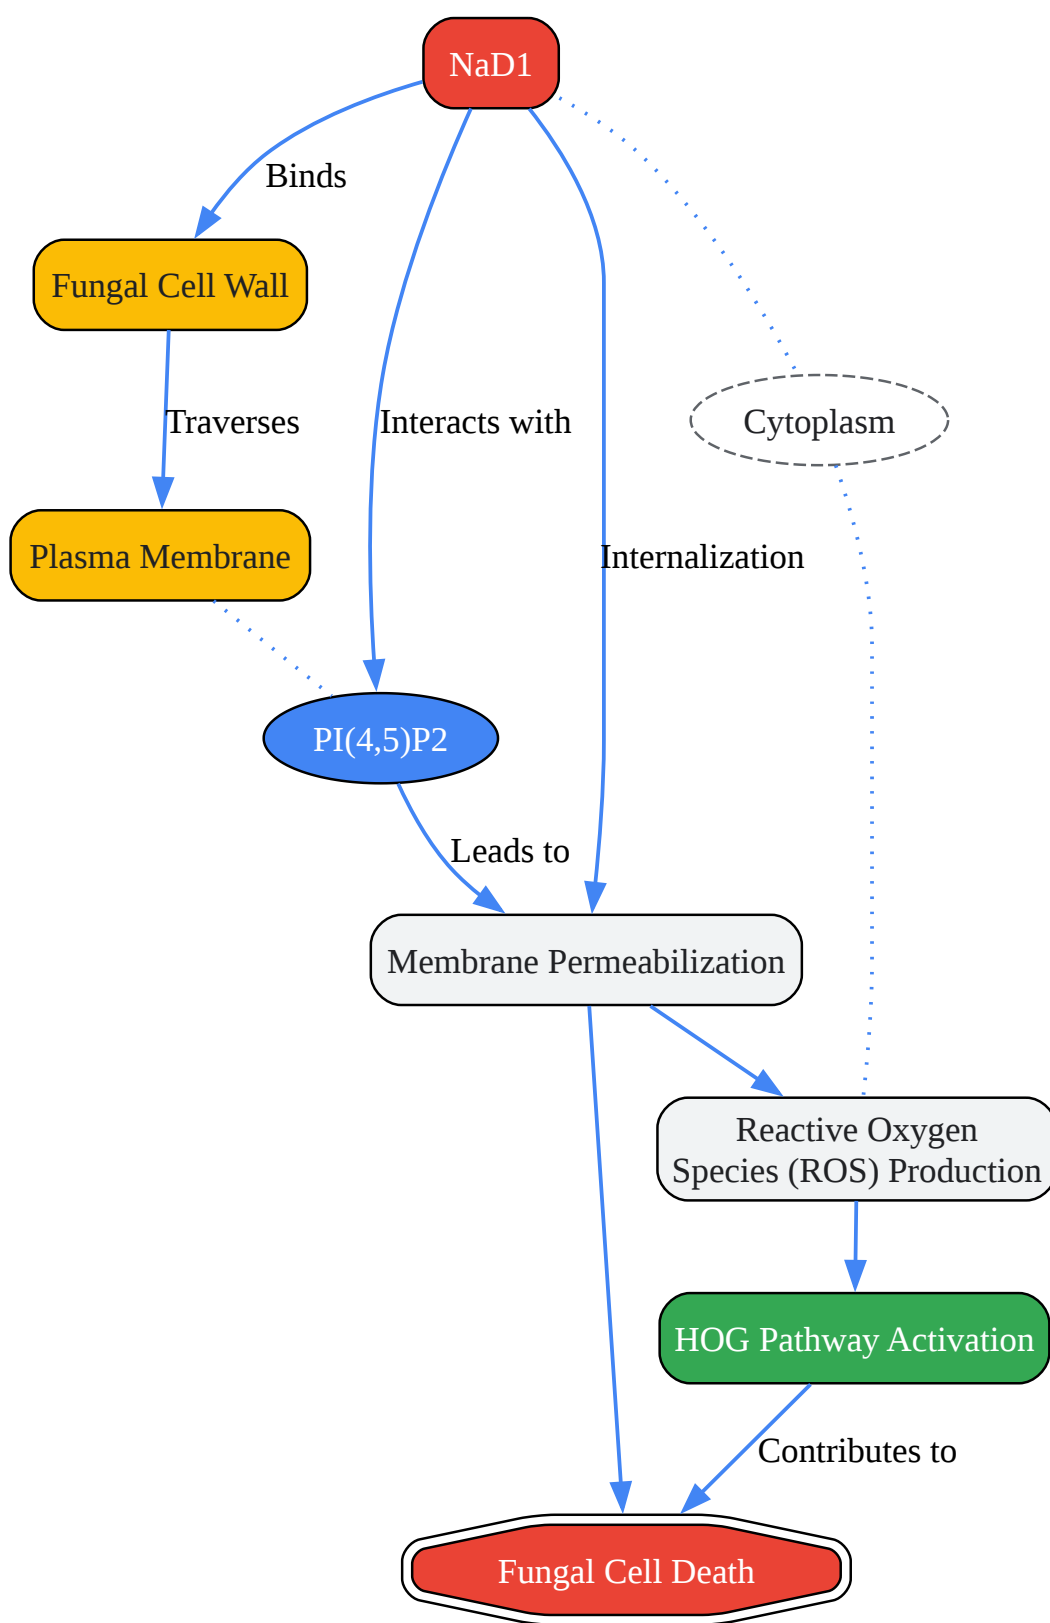 NaD1
Binds
Fungal Cell Wall
Traverses
Interacts with
Cytoplasm
Plasma Membrane
Internalization
PI(4,5)P2
Leads to
Membrane Permeabilization
Reactive Oxygen
Species (ROS) Production
HOG Pathway Activation
Contributes to
Fungal Cell Death